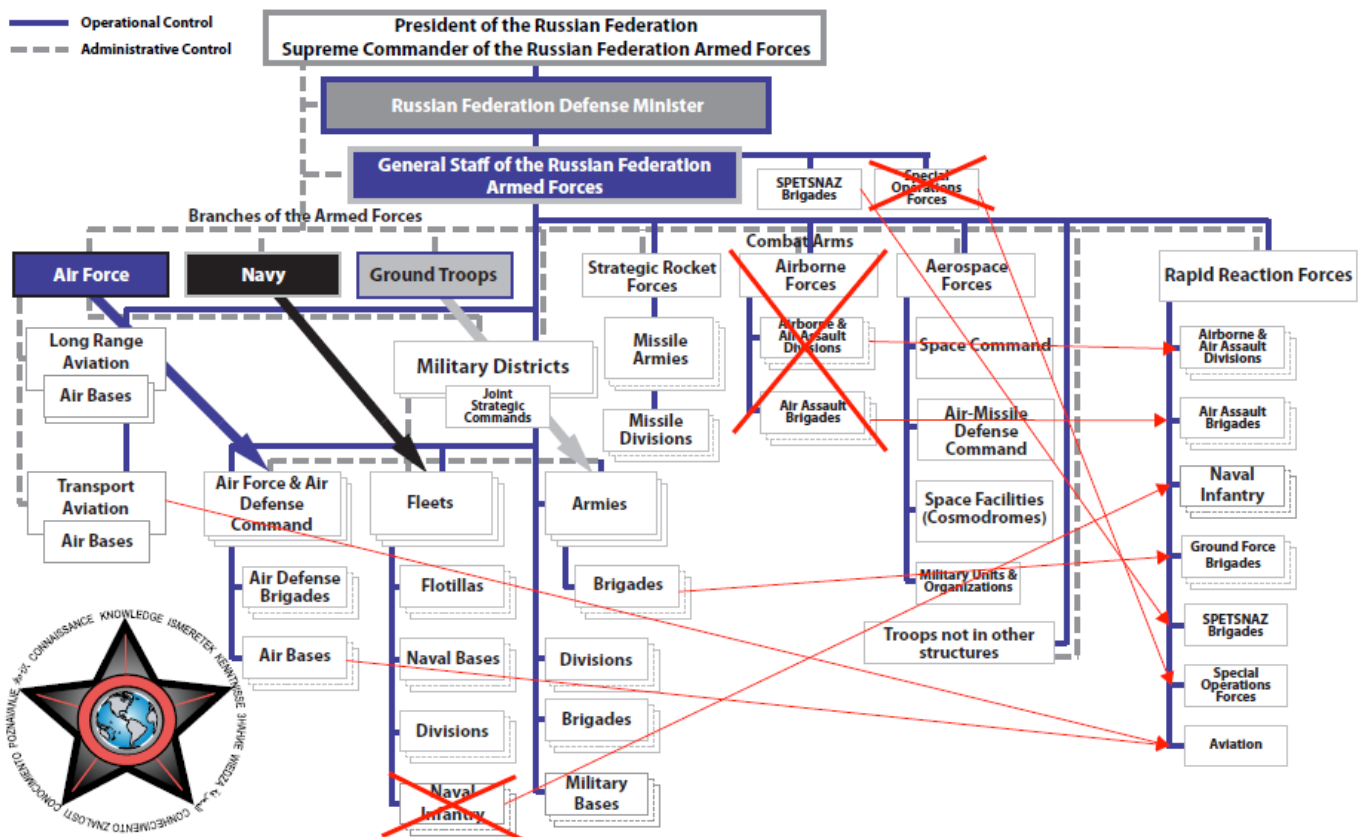 Operational Control
Administrative Control
President of the Russian Federation
Supreme Commander of the Russian Federation Armed Forces
Russian Federation Defense Minister
General Staff of the Russian Federation
Armed Forces
SPETSNAZ
Brigades
Special
Operations
Forces
Branches of the Armed Forces
Combat Arms
Air Force
Navy
Ground Troops
Strategic Rocket
Forces
Airborne
Forces
Aerospace
Forces
Rapid Reaction Forces
Long Range
Aviation
Air Bases
Military Districts
Joint
Strategic
Commands
Missile
Armies
Missile
Divisions
Airborne &
Air Assault
Divisions
Air Assault
Brigades
Space Command
Air-Missile
Defense
Command
Space Facilities
(Cosmodromes)
Military Units &
Organizations
Troops not in other
structures
Transport
Aviation
Air Bases
Air Force & Air
Defense
Command
Air Defense
Brigades
Air Bases
Fleets
Flotillas
Naval Bases
Divisions
Naval
Infantry
Armies
Brigades
Divisions
Brigades
Military
Bases
Airborne &
Air Assault
Divisions
Air Assault
Brigades
Naval
Infantry
Ground Force
Brigades
SPETSNAZ
Brigades
Special
Operations
Forces
Aviation
CONNAISSANCE KNOWLEDGE ISMERETEK KENNTNISSE ЗНАНИЕ WIEDZA
CONHECIMENTO ZNALOSTI CONOCIMIENTO POZNAVANJE